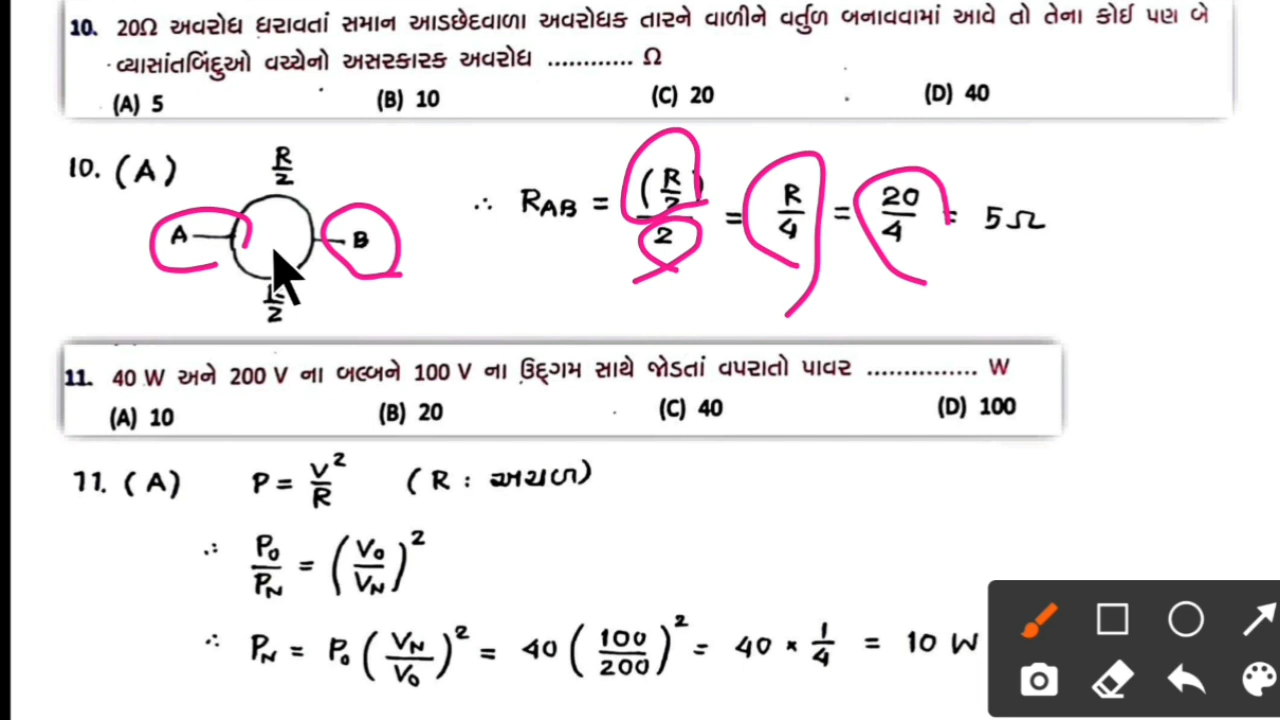 10. 20Ω અવરોધ ધરાવતાં સમાન આડછેદવાળા અવરોધક તારને વાળીને વર્તુળ બનાવવામાં આવે તો તેના કોઈ પણ બે
વ્યાસાંતબિંદુઓ વચ્ચેનો અસરકારક અવરોધ ............ Ω
(A) 5 (B) 10 (C) 20 (D) 40
10. (A) R/2 A B ∴ R_AB = (R/2)/2 = R/4 = 20/4 = 5Ω
11. 40 W અને 200 V ના બલ્બને 100 V ના ઉદ્ગમ સાથે જોડતાં વપરાતો પાવર ............... W
(A) 10 (B) 20 (C) 40 (D) 100
11. (A) P = V²/R (R : અચળ)
∴ P₀/P_N = (V₀/V_N)²
∴ P_N = P₀ (V_N/V₀)² = 40 (100/200)² = 40 × 1/4 = 10 W